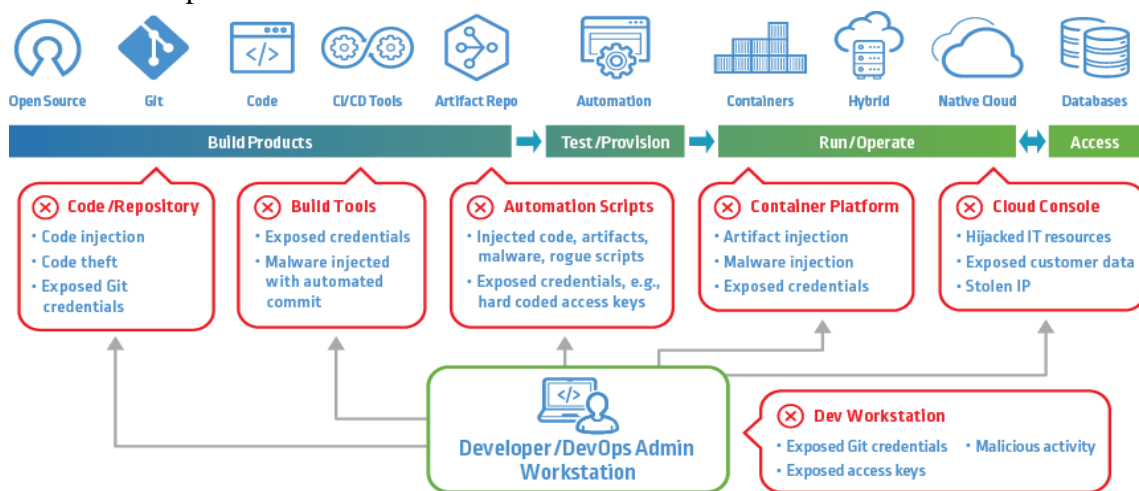 Open Source
Git
Code
CI/CD Tools
Artifact Repo
Automation
Containers
Hybrid
Native Cloud
Databases
Build Products
Test/Provision
Run/Operate
Access
Code/Repository
• Code injection
• Code theft
• Exposed Git
credentials
Build Tools
• Exposed credentials
• Malware injected
with automated
commit
Automation Scripts
• Injected code, artifacts,
malware, rogue scripts
• Exposed credentials, e.g.,
hard coded access keys
Container Platform
• Artifact injection
• Malware injection
• Exposed credentials
Cloud Console
• Hijacked IT resources
• Exposed customer data
• Stolen IP
</>
Developer/DevOps Admin
Workstation
Dev Workstation
• Exposed Git credentials
• Malicious activity
• Exposed access keys